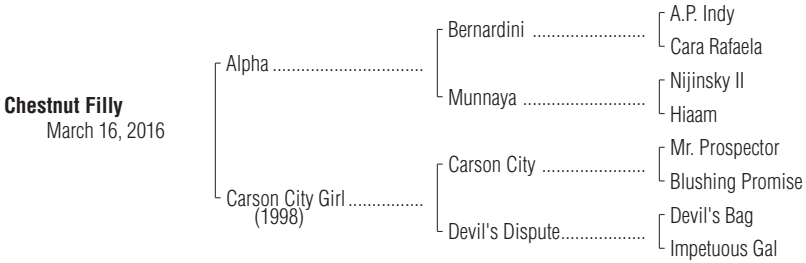 A.P. Indy
Bernardini ........................
Cara Rafaela
Alpha ................................
Nijinsky II
Munnaya ..........................
Hiaam
Chestnut Filly
March 16, 2016
Mr. Prospector
Carson City ......................
Blushing Promise
Carson City Girl ................
(1998)
Devil's Bag
Devil's Dispute..................
Impetuous Gal